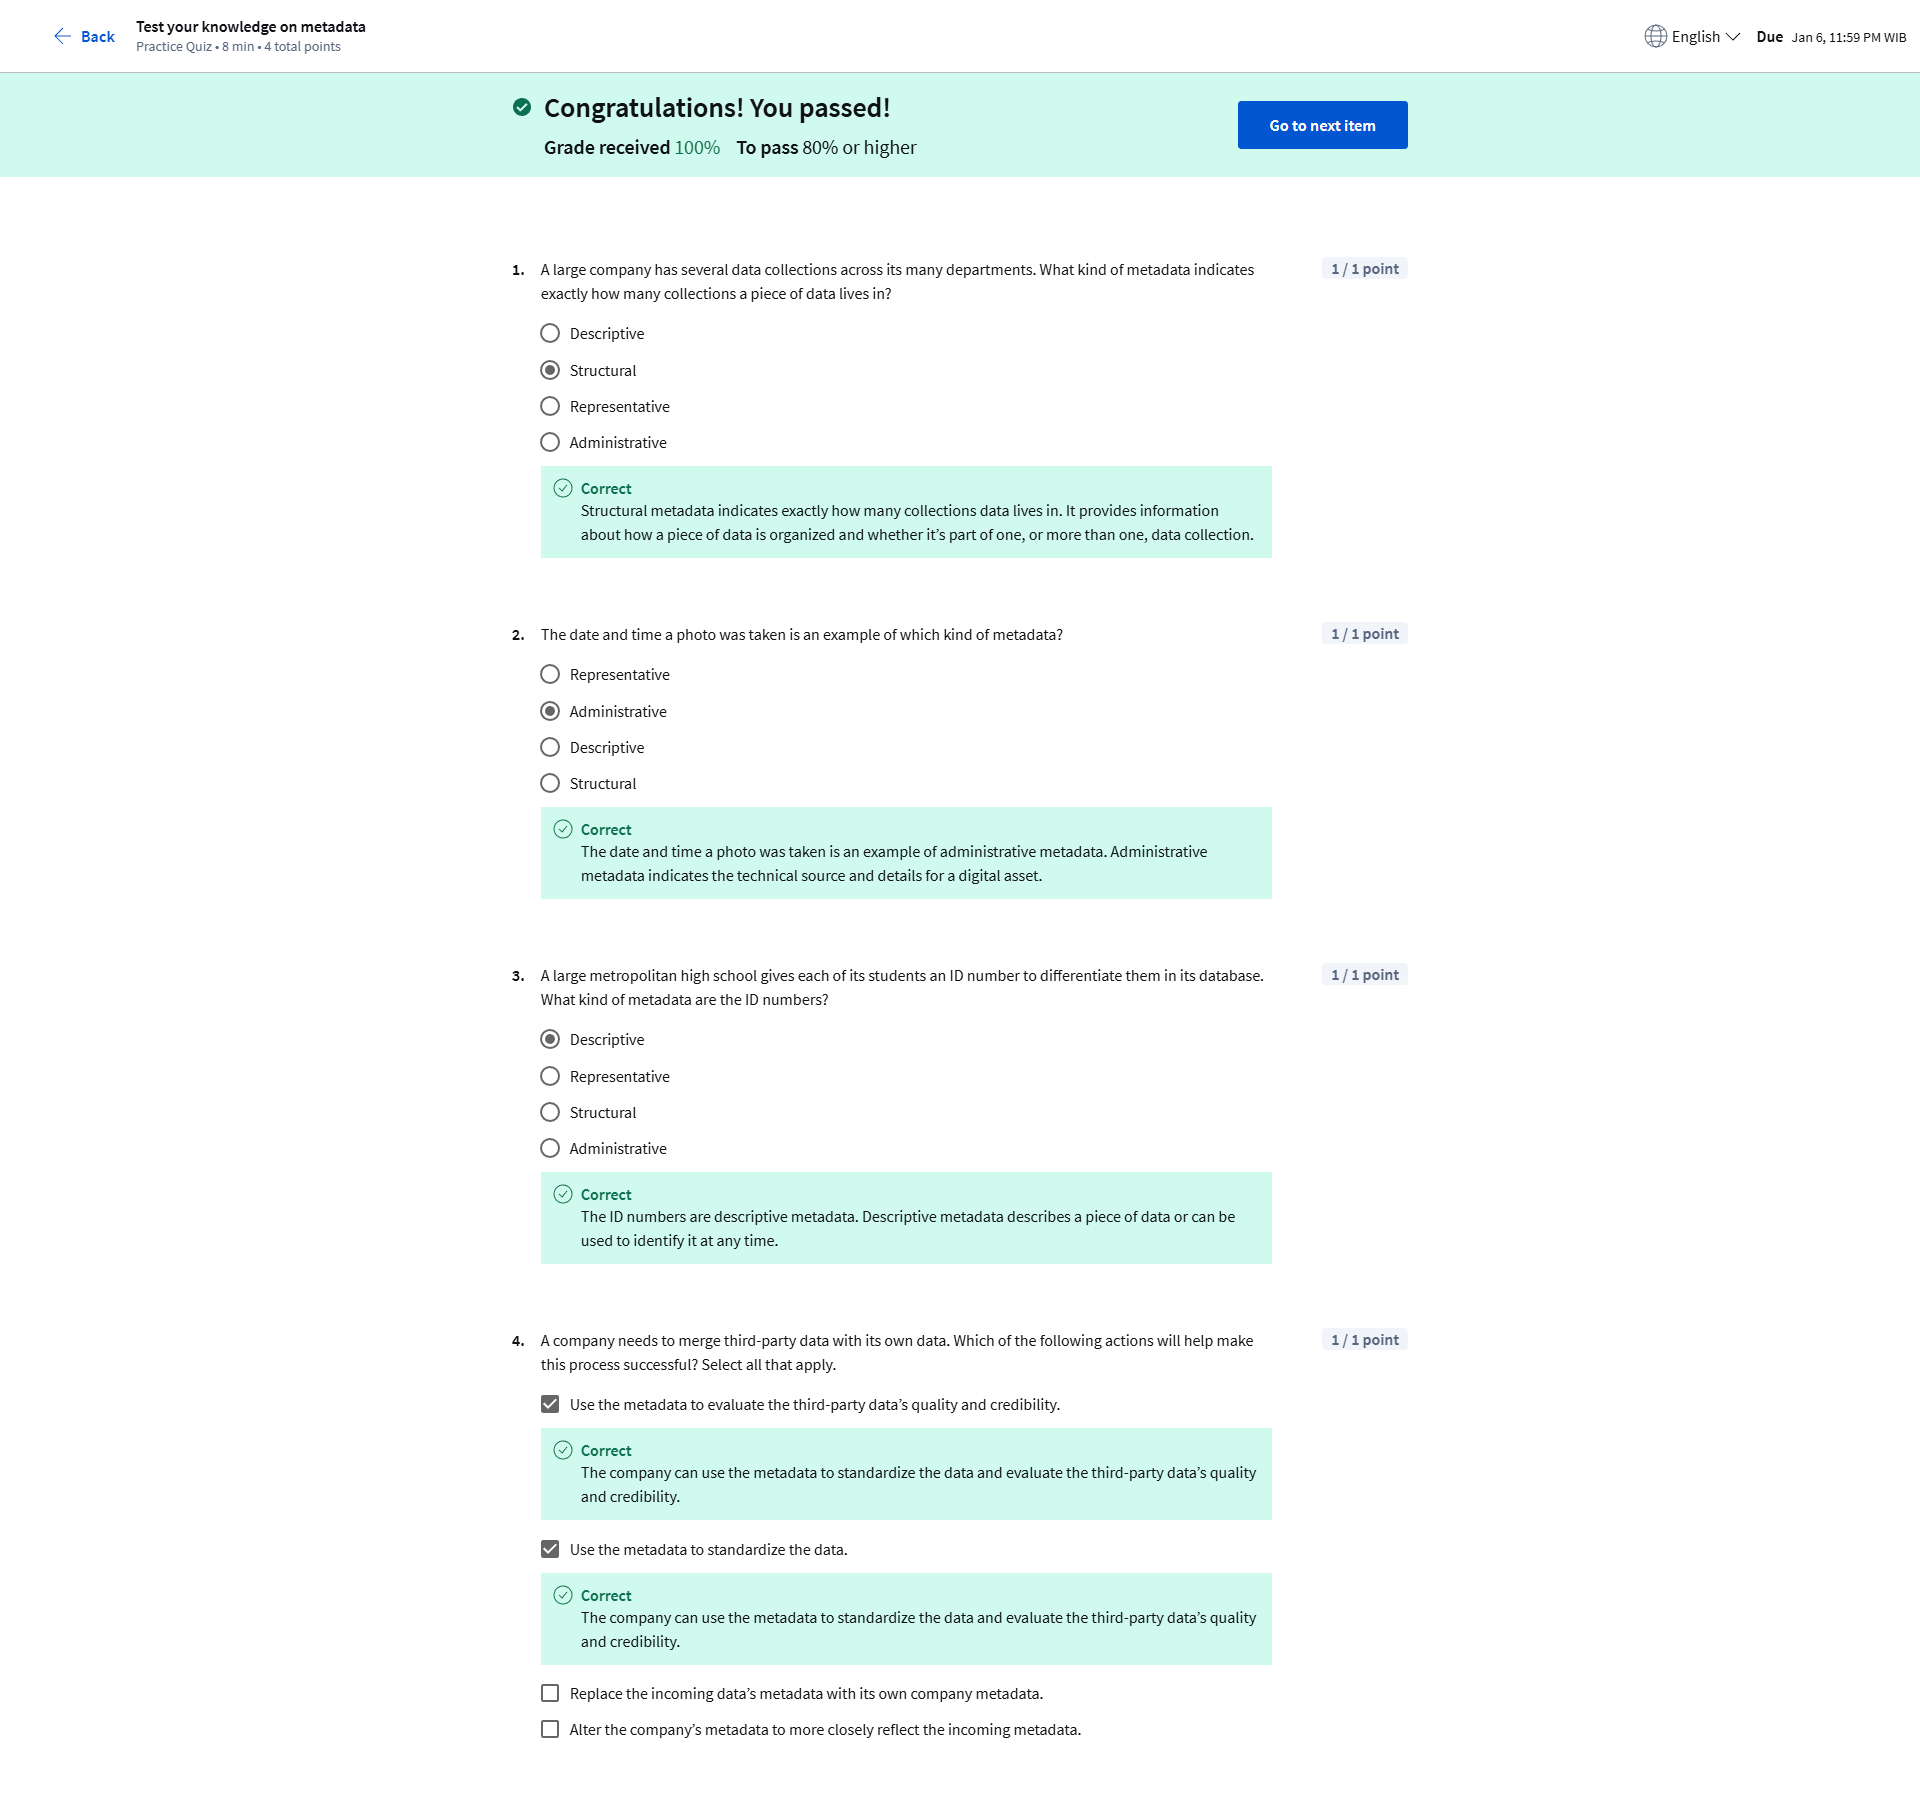 Back
Test your knowledge on metadata
Practice Quiz • 8 min • 4 total points
English
Due Jan 6, 11:59 PM WIB
Congratulations! You passed!
Grade received 100% To pass 80% or higher
Go to next item
1. A large company has several data collections across its many departments. What kind of metadata indicates
exactly how many collections a piece of data lives in?
1 / 1 point
Descriptive
Structural
Representative
Administrative
Correct
Structural metadata indicates exactly how many collections data lives in. It provides information
about how a piece of data is organized and whether it’s part of one, or more than one, data collection.
2. The date and time a photo was taken is an example of which kind of metadata?
1 / 1 point
Representative
Administrative
Descriptive
Structural
Correct
The date and time a photo was taken is an example of administrative metadata. Administrative
metadata indicates the technical source and details for a digital asset.
3. A large metropolitan high school gives each of its students an ID number to differentiate them in its database.
What kind of metadata are the ID numbers?
1 / 1 point
Descriptive
Representative
Structural
Administrative
Correct
The ID numbers are descriptive metadata. Descriptive metadata describes a piece of data or can be
used to identify it at any time.
4. A company needs to merge third-party data with its own data. Which of the following actions will help make
this process successful? Select all that apply.
1 / 1 point
Use the metadata to evaluate the third-party data’s quality and credibility.
Correct
The company can use the metadata to standardize the data and evaluate the third-party data’s quality
and credibility.
Use the metadata to standardize the data.
Correct
The company can use the metadata to standardize the data and evaluate the third-party data’s quality
and credibility.
Replace the incoming data’s metadata with its own company metadata.
Alter the company’s metadata to more closely reflect the incoming metadata.